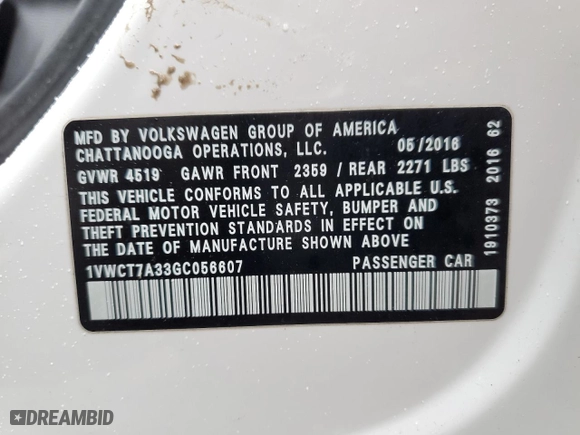 MFD BY VOLKSWAGEN GROUP OF AMERICA
CHATTANOOGA OPERATIONS, LLC. 05/2016
GVWR 4519 GAWR FRONT 2359 / REAR 2271 LBS
THIS VEHICLE CONFORMS TO ALL APPLICABLE U.S.
FEDERAL MOTOR VEHICLE SAFETY, BUMPER AND
THEFT PREVENTION STANDARDS IN EFFECT ON
THE DATE OF MANUFACTURE SHOWN ABOVE
1VWCT7A33GC056607 PASSENGER CAR
1910373 2016 62
DREAMBID